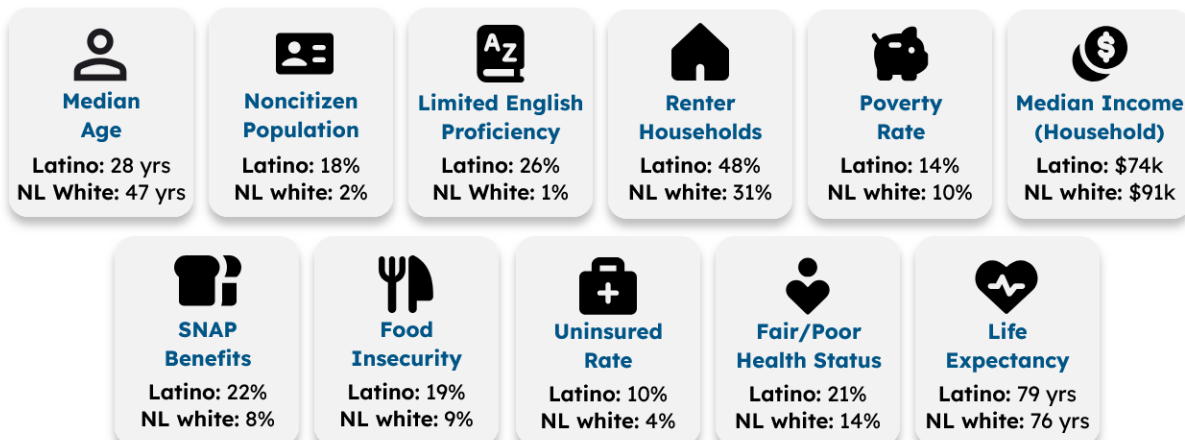 A Z
$
Median
Age
Latino: 28 yrs
NL White: 47 yrs
Noncitizen
Population
Latino: 18%
NL white: 2%
Limited English
Proficiency
Latino: 26%
NL White: 1%
Renter
Households
Latino: 48%
NL white: 31%
Poverty
Rate
Latino: 14%
NL white: 10%
Median Income
(Household)
Latino: $74k
NL white: $91k
SNAP
Benefits
Latino: 22%
NL white: 8%
Food
Insecurity
Latino: 19%
NL white: 9%
Uninsured
Rate
Latino: 10%
NL white: 4%
Fair/Poor
Health Status
Latino: 21%
NL white: 14%
Life
Expectancy
Latino: 79 yrs
NL white: 76 yrs